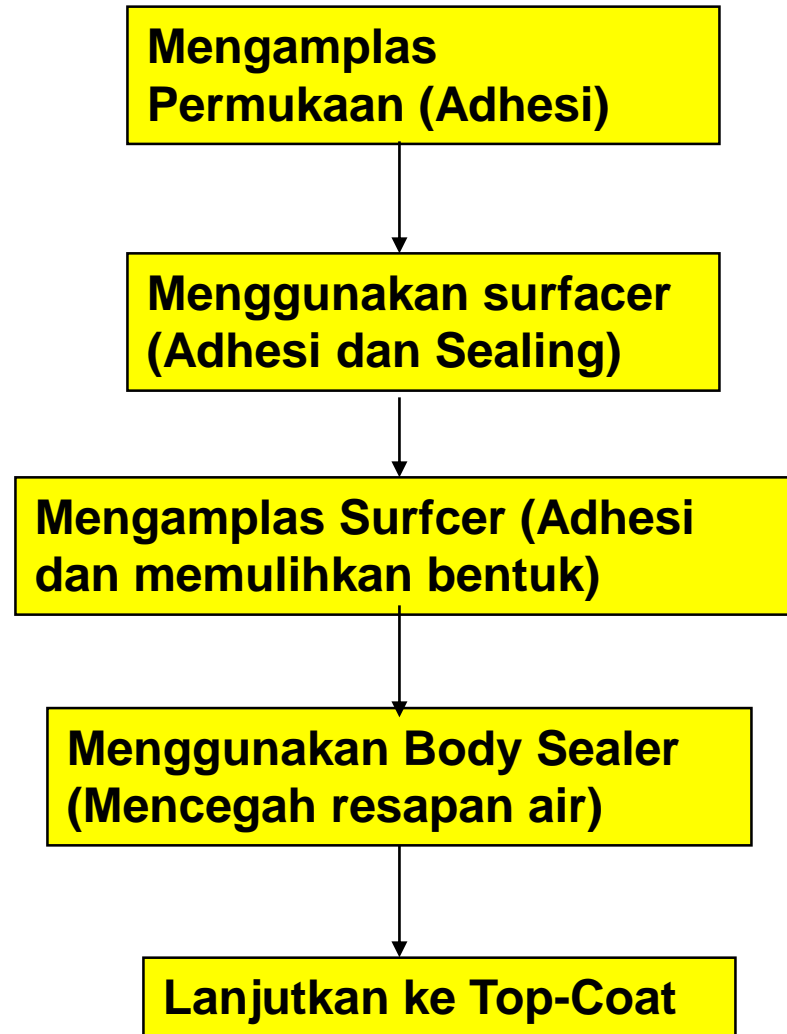 Mengamplas
Permukaan (Adhesi)
Menggunakan surfacer
(Adhesi dan Sealing)
Mengamplas Surfcer (Adhesi
dan memulihkan bentuk)
Menggunakan Body Sealer
(Mencegah resapan air)
Lanjutkan ke Top-Coat